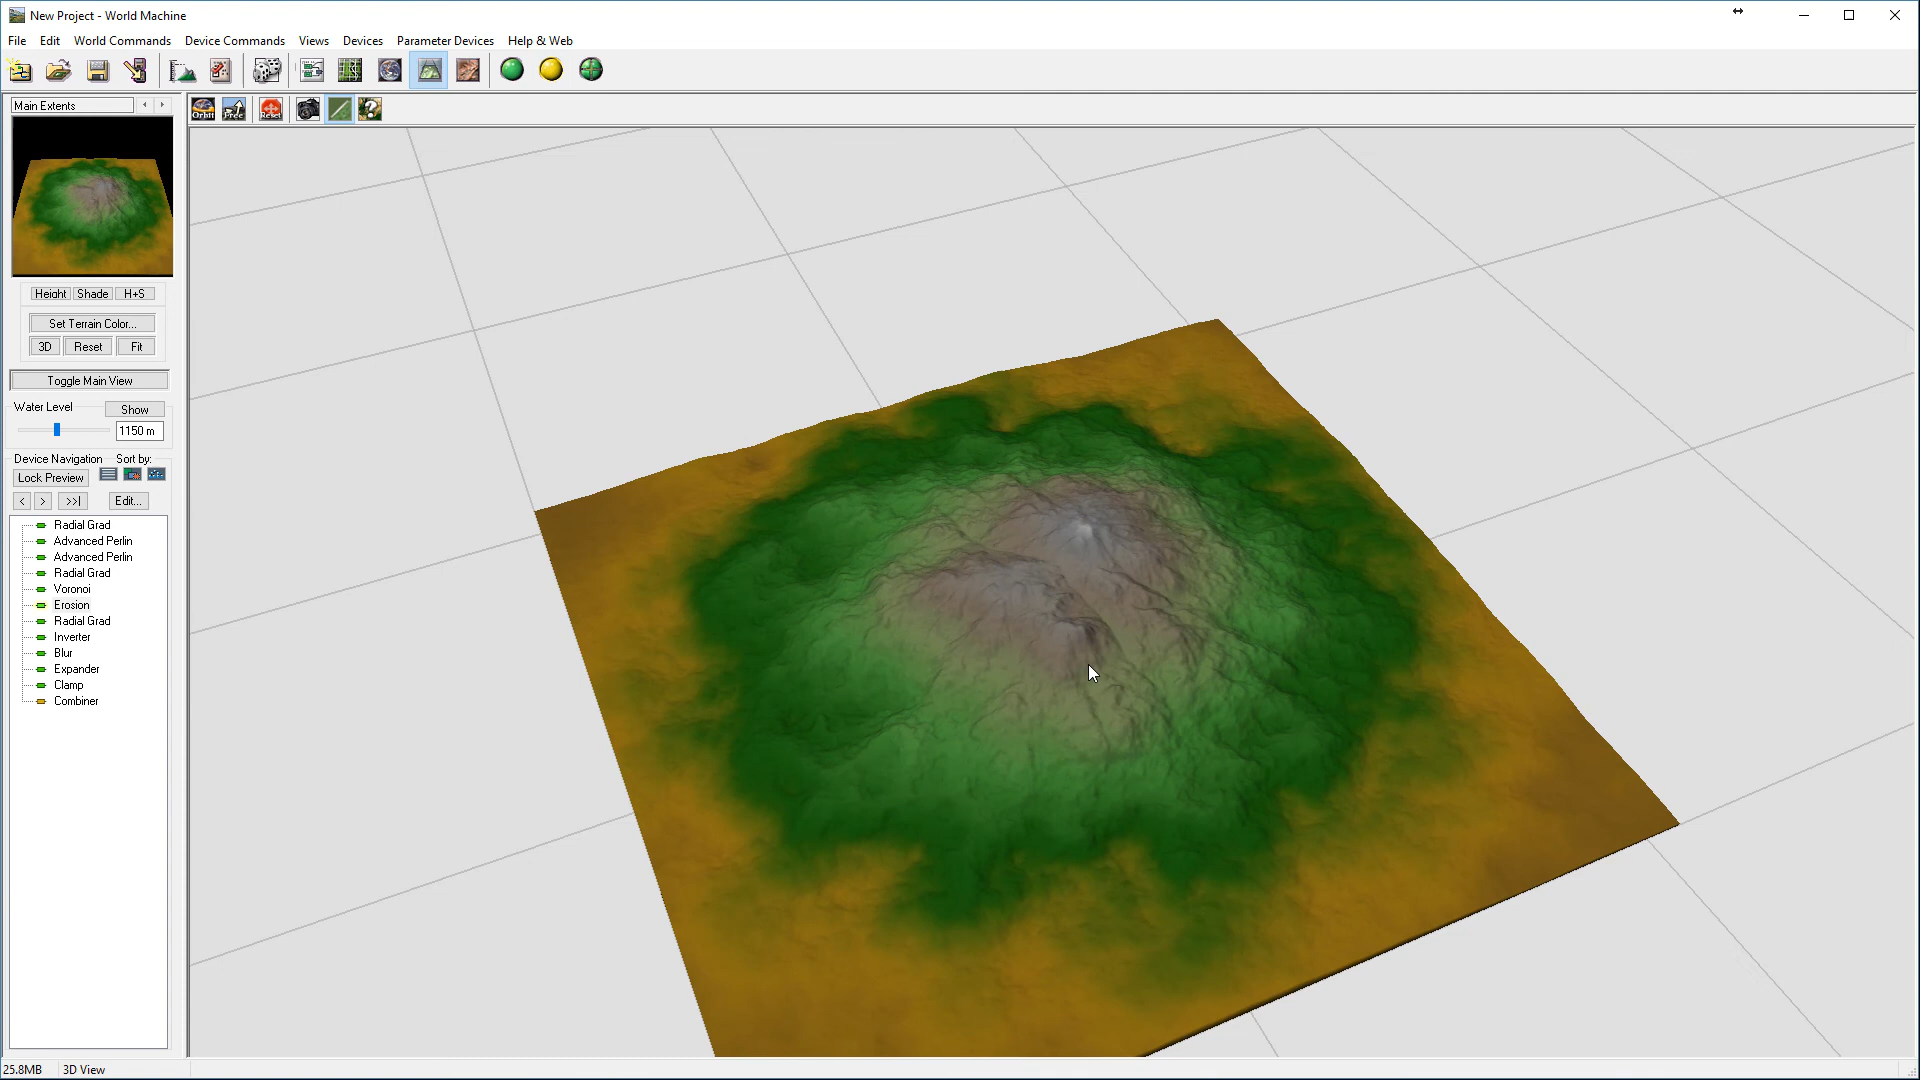 New Project - World Machine
File Edit World Commands Device Commands Views Devices Parameter Devices Help & Web
Main Extents
Orbit Free Reset
Height Shade H+S
Set Terrain Color...
3D Reset Fit
Toggle Main View
Water Level Show
1150 m
Device Navigation Sort by:
Lock Preview
< > >>| Edit...
Radial Grad
Advanced Perlin
Advanced Perlin
Radial Grad
Voronoi
Erosion
Radial Grad
Inverter
Blur
Expander
Clamp
Combiner
25.8MB 3D View